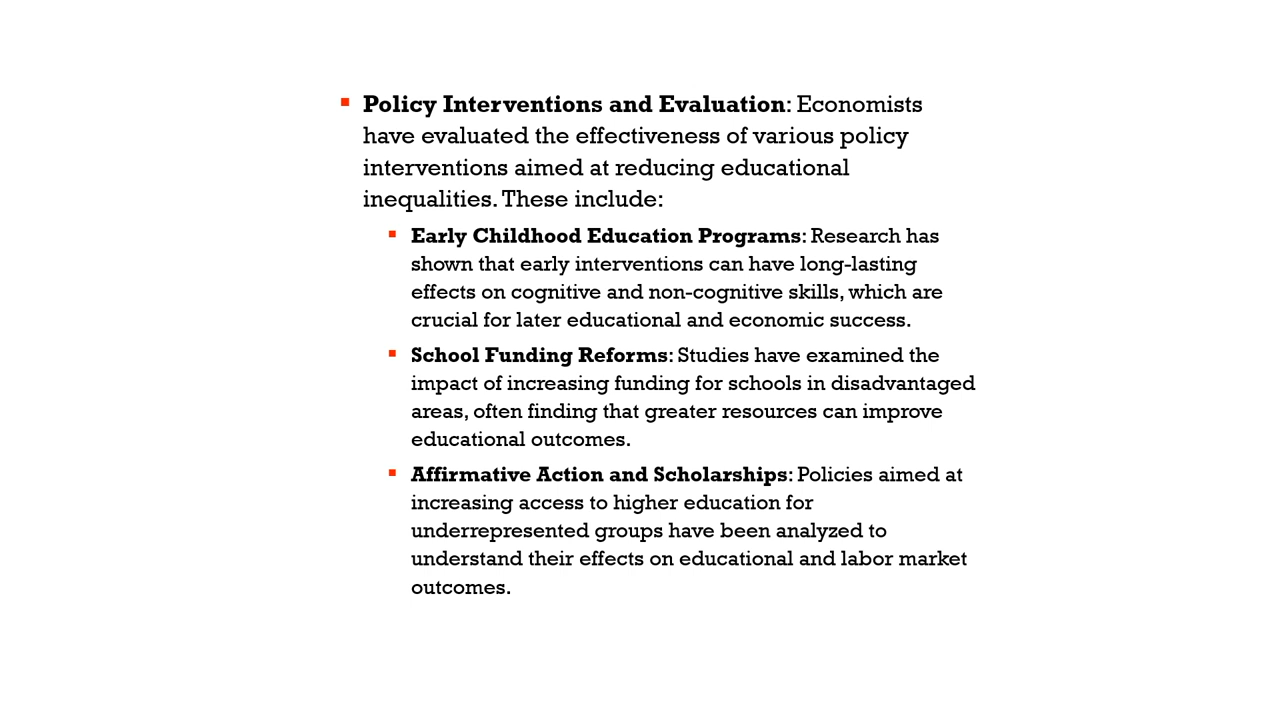 Policy Interventions and Evaluation: Economists
have evaluated the effectiveness of various policy
interventions aimed at reducing educational
inequalities. These include:
Early Childhood Education Programs: Research has
shown that early interventions can have long-lasting
effects on cognitive and non-cognitive skills, which are
crucial for later educational and economic success.
School Funding Reforms: Studies have examined the
impact of increasing funding for schools in disadvantaged
areas, often finding that greater resources can improve
educational outcomes.
Affirmative Action and Scholarships: Policies aimed at
increasing access to higher education for
underrepresented groups have been analyzed to
understand their effects on educational and labor market
outcomes.